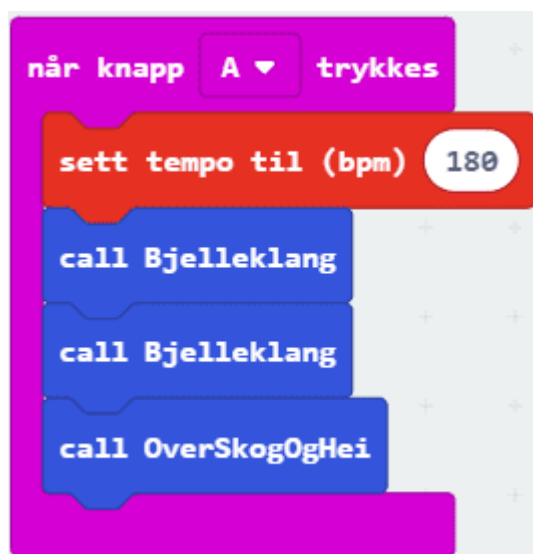 når knapp A trykkes
sett tempo til (bpm) 180
call Bjelleklang
call Bjelleklang
call OverSkogOgHei